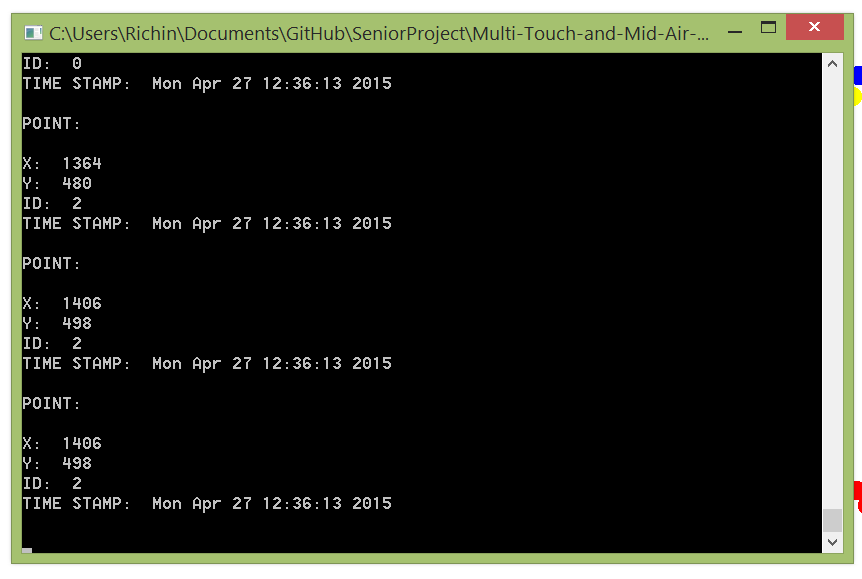 C:\Users\Richin\Documents\GitHub\SeniorProject\Multi-Touch-and-Mid-Air-...
ID:  0
TIME STAMP:  Mon Apr 27 12:36:13 2015
POINT:
X:  1364
Y:  480
ID:  2
TIME STAMP:  Mon Apr 27 12:36:13 2015
POINT:
X:  1406
Y:  498
ID:  2
TIME STAMP:  Mon Apr 27 12:36:13 2015
POINT:
X:  1406
Y:  498
ID:  2
TIME STAMP:  Mon Apr 27 12:36:13 2015